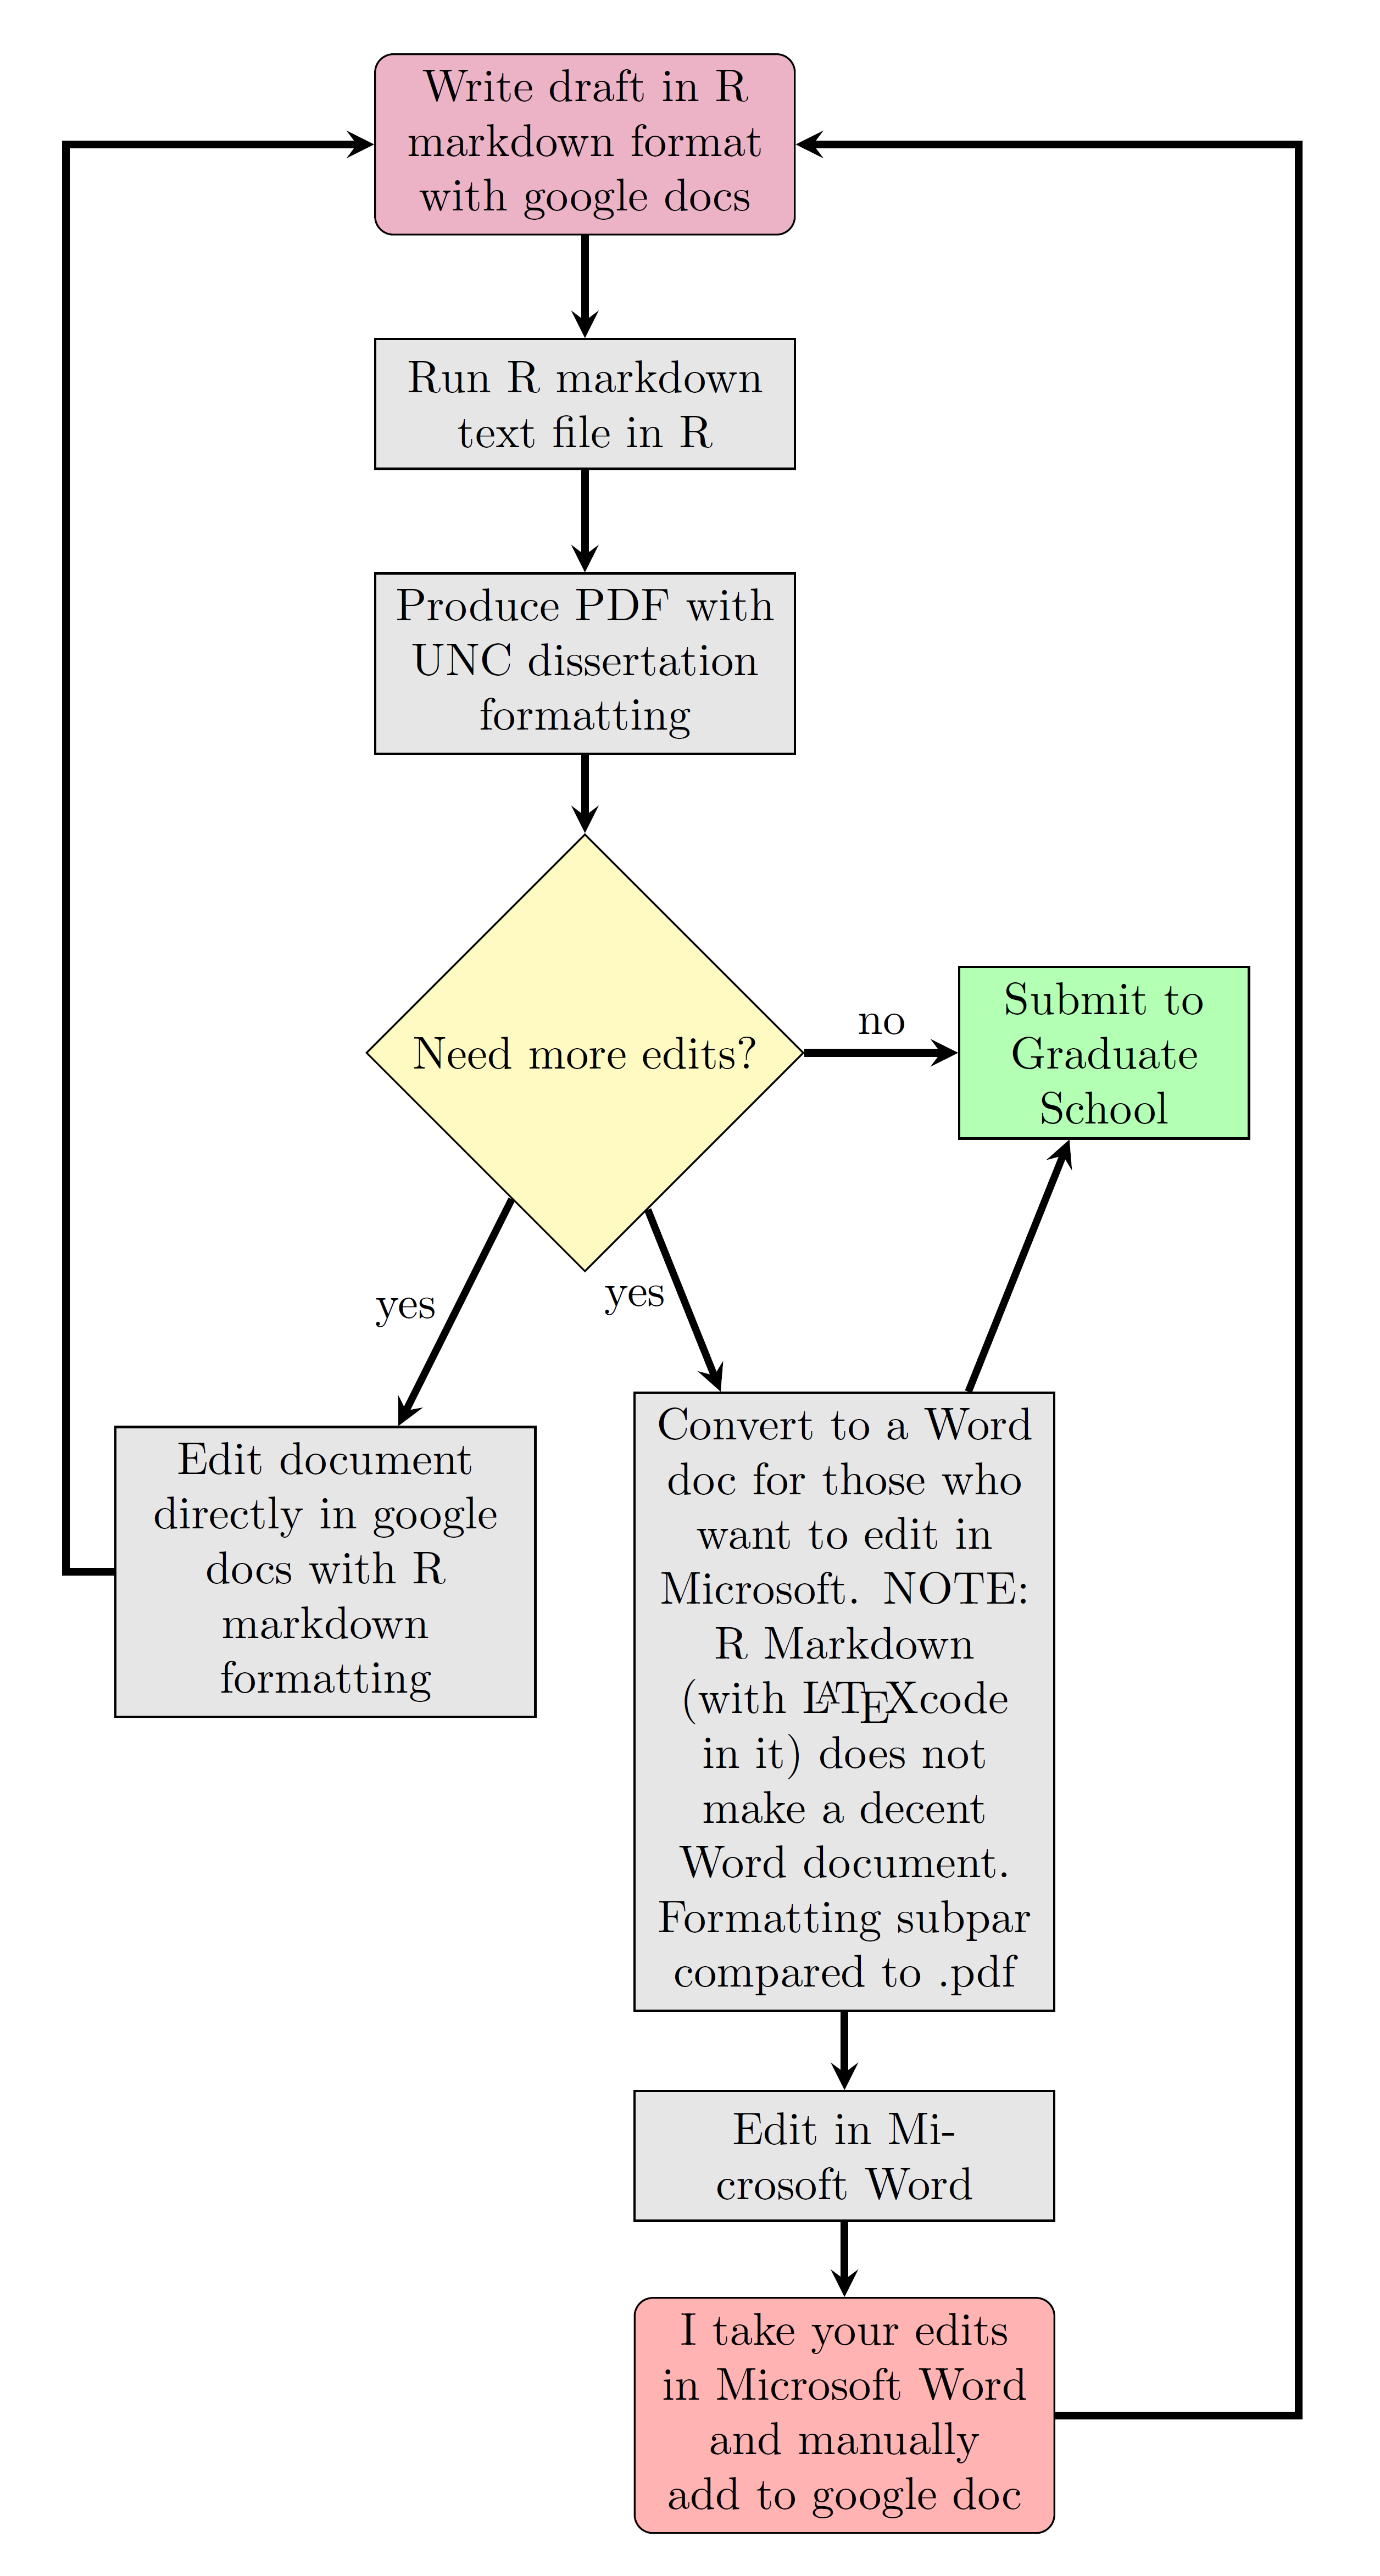 Write draft in R
markdown format
with google docs
Run R markdown
text file in R
Produce PDF with
UNC dissertation
formatting
Need more edits?
no
Submit to
Graduate
School
yes
yes
Edit document
directly in google
docs with R
markdown
formatting
Convert to a Word
doc for those who
want to edit in
Microsoft. NOTE:
R Markdown
(with LATEXcode
in it) does not
make a decent
Word document.
Formatting subpar
compared to .pdf
Edit in Mi-
crosoft Word
I take your edits
in Microsoft Word
and manually
add to google doc